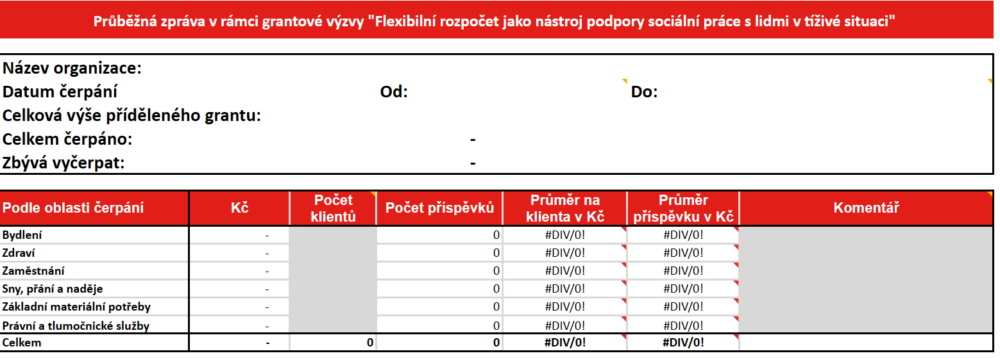 Průběžná zpráva v rámci grantové výzvy "Flexibilní rozpočet jako nástroj podpory sociální práce s lidmi v tíživé situaci"
Název organizace:
Datum čerpání Od: Do:
Celková výše příděleného grantu:
Celkem čerpáno: -
Zbývá vyčerpat: -
Podle oblasti čerpání Kč Počet klientů Počet příspěvků Průměr na klienta v Kč Průměr příspěvku v Kč Komentář
Bydlení - 0 #DIV/0! #DIV/0!
Zdraví - 0 #DIV/0! #DIV/0!
Zaměstnání - 0 #DIV/0! #DIV/0!
Sny, přání a naděje - 0 #DIV/0! #DIV/0!
Základní materiální potřeby - 0 #DIV/0! #DIV/0!
Právní a tlumočnické služby - 0 #DIV/0! #DIV/0!
Celkem - 0 0 #DIV/0! #DIV/0!